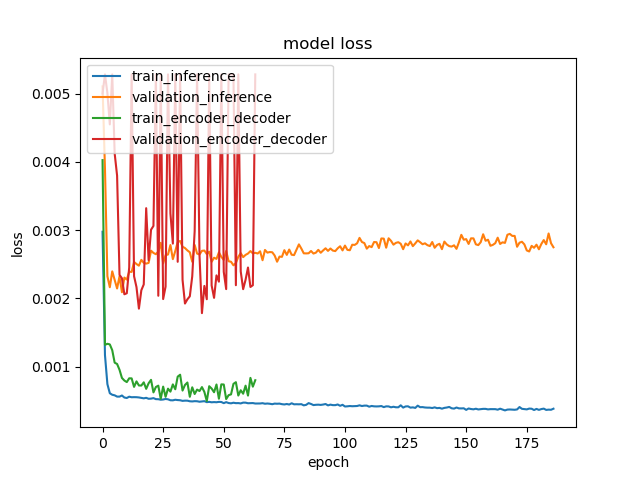 model loss
train_inference
validation_inference
train_encoder_decoder
validation_encoder_decoder
0.005
0.004
0.003
0.002
0.001
loss
0 25 50 75 100 125 150 175
epoch